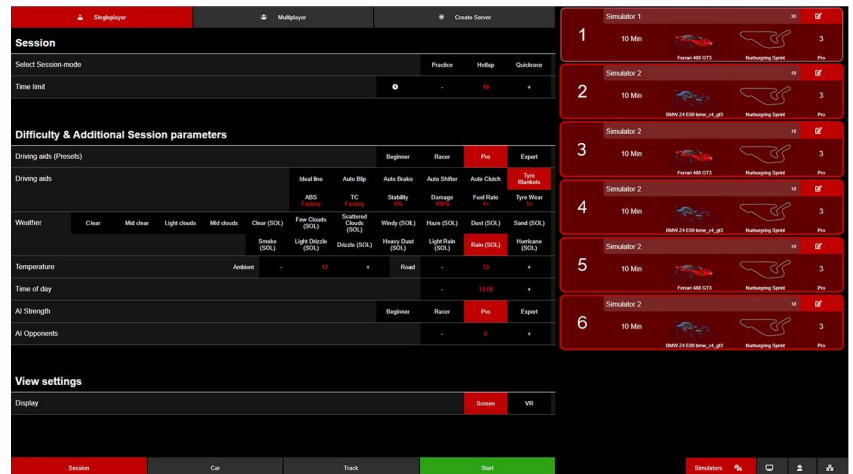 Singleplayer
Multiplayer
Create Server
Session
Select Session-mode
Practice Hotlap Quickrace
Time limit
- +
Difficulty & Additional Session parameters
Driving aids (Presets)
Beginner Racer Pro Expert
Driving aids
Ideal line Auto Blip Auto Brake Auto Shifter Auto Clutch Tyre Blankets
ABS TC Stability Damage Fuel Rate Tyre Wear
Factory Factory 0% 100% 1× 1×
Weather
Clear Mid clear Light clouds Mid clouds Clear (SOL) Few Clouds (SOL) Scattered Clouds (SOL) Windy (SOL) Haze (SOL) Dust (SOL) Sand (SOL)
Smoke (SOL) Light Drizzle (SOL) Drizzle (SOL) Heavy Dust (SOL) Light Rain (SOL) Rain (SOL) Hurricane (SOL)
Temperature
Ambient - 12 + Road - 13 +
Time of day
- 13:00 +
AI Strength
Beginner Racer Pro Expert
AI Opponents
- +
View settings
Display
Screen VR
Session Car Track Start
Simulator 1
1 10 Min 3
Ferrari 488 GT3 Nurburgring Sprint Pro
Simulator 2
2 10 Min 3
BMW Z4 E89 bmw_z4_gt3 Nurburgring Sprint Pro
Simulator 2
3 10 Min 3
Ferrari 488 GT3 Nurburgring Sprint Pro
Simulator 2
4 10 Min 3
BMW Z4 E89 bmw_z4_gt3 Nurburgring Sprint Pro
Simulator 2
5 10 Min 3
Ferrari 488 GT3 Nurburgring Sprint Pro
Simulator 2
6 10 Min 3
BMW Z4 E89 bmw_z4_gt3 Nurburgring Sprint Pro
Simulators